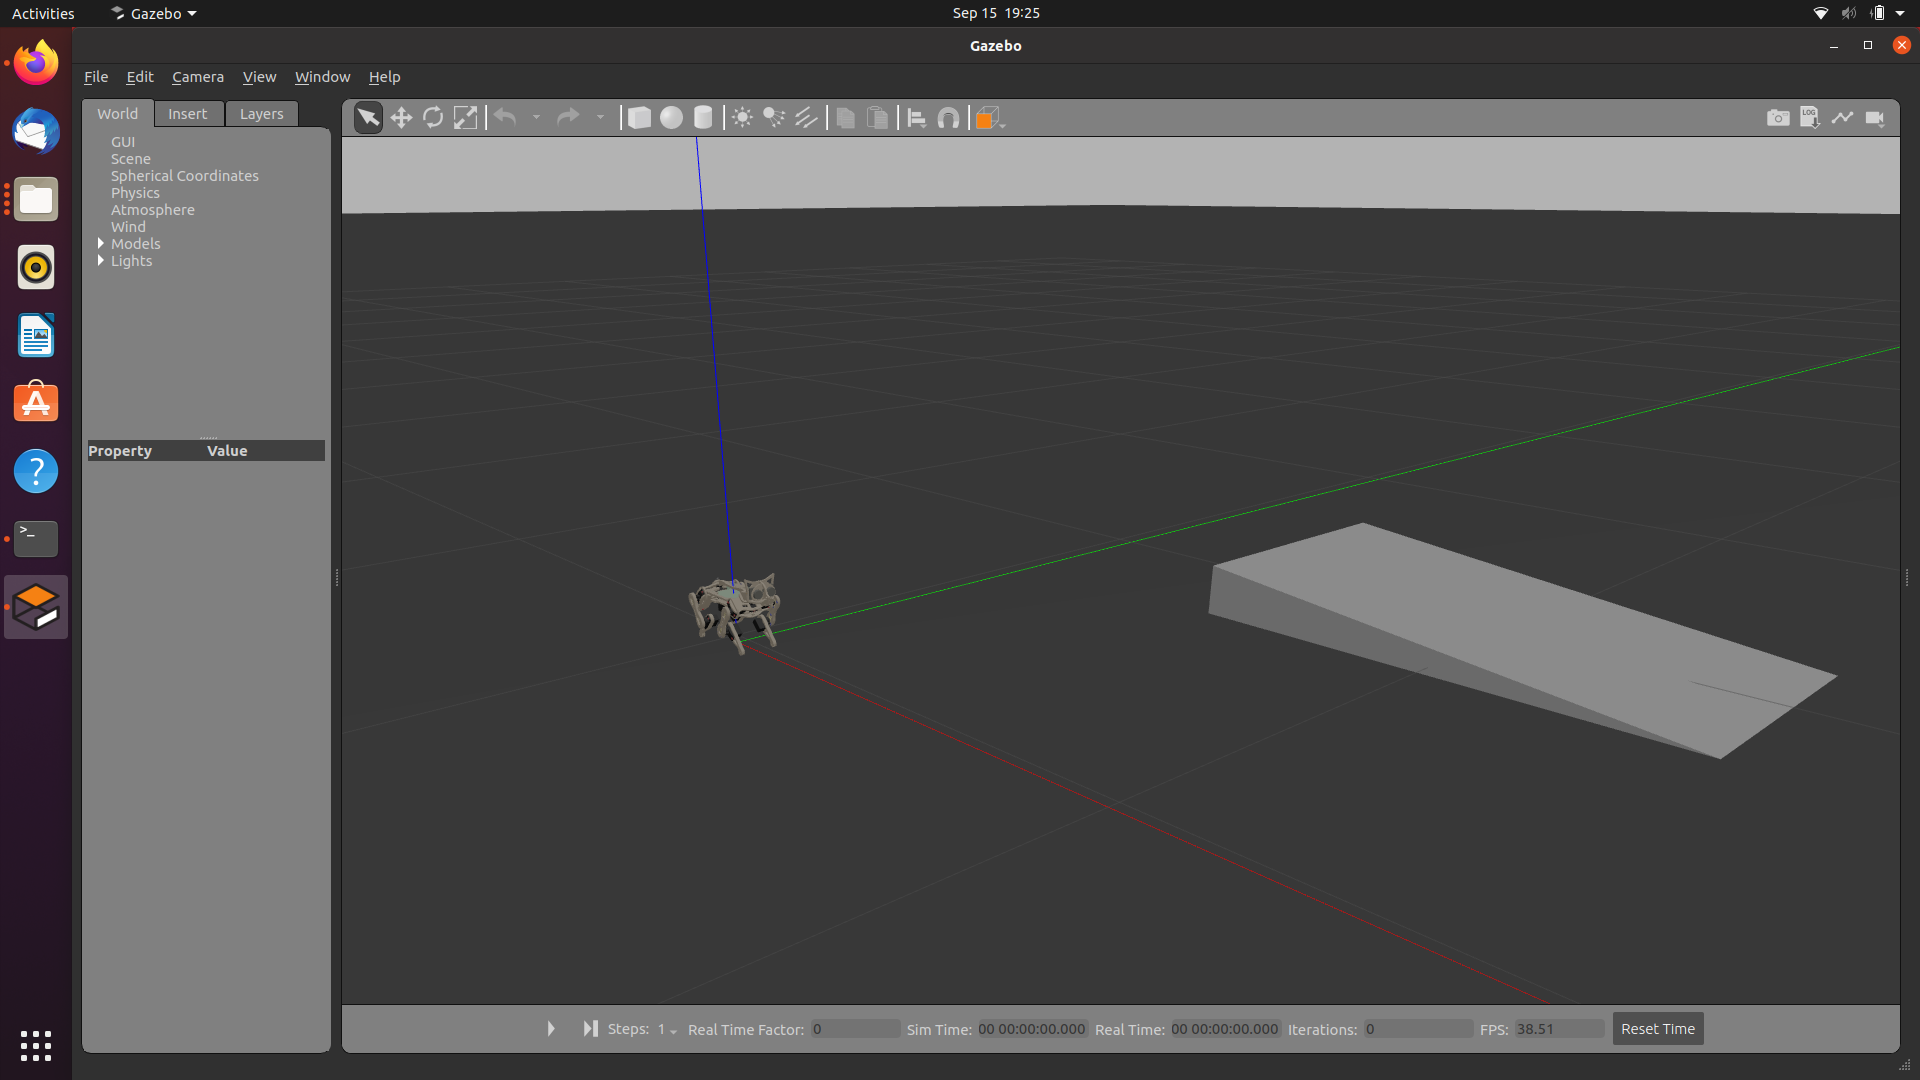 Activities
Gazebo
Sep 15 19:25
Gazebo
File Edit Camera View Window Help
World Insert Layers
GUI
Scene
Spherical Coordinates
Physics
Atmosphere
Wind
Models
Lights
Property Value
LOG
Steps: 1 Real Time Factor: 0 Sim Time: 00 00:00:00.000 Real Time: 00 00:00:00.000 Iterations: 0 FPS: 38.51 Reset Time